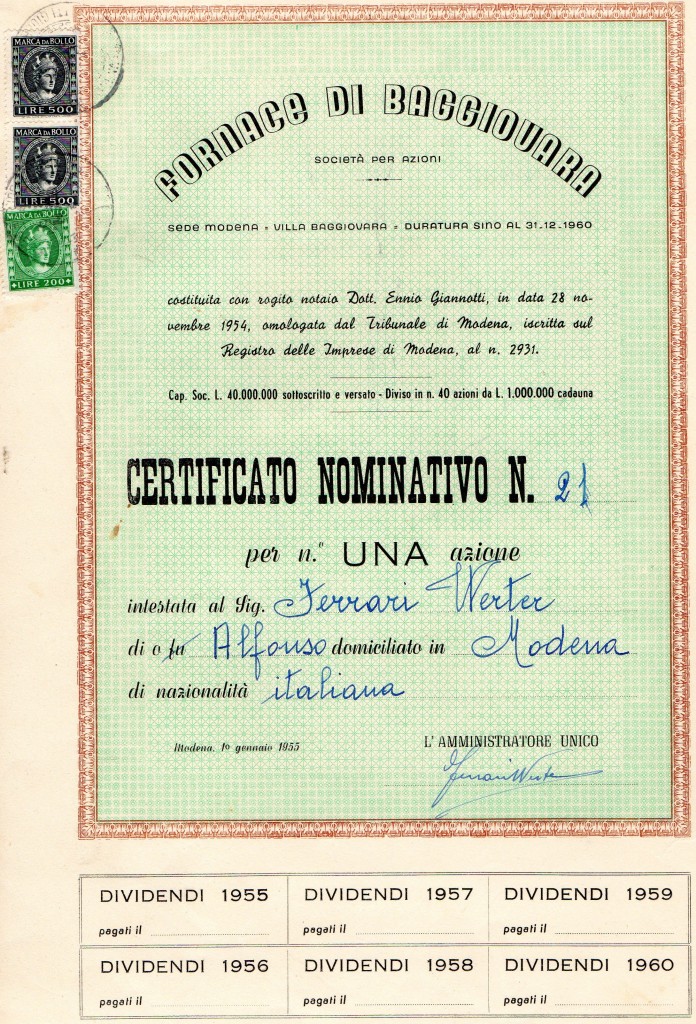 MARCA DA BOLLO
LIRE 500
MARCA DA BOLLO
LIRE 500
MARCA DA BOLLO
LIRE 200
FORNACE DI BAGGIOVARA
SOCIETÀ PER AZIONI
SEDE MODENA - VILLA BAGGIOVARA - DURATURA SINO AL 31-12-1960
costituita con rogito notaio Dott. Ennio Giannotti, in data 28 no-
vembre 1954, omologata dal Tribunale di Modena, iscritta sul
Registro delle Imprese di Modena, al n. 2931.
Cap. Soc. L. 40.000.000 sottoscritto e versato - Diviso in n. 40 azioni da L. 1.000.000 cadauna
CERTIFICATO NOMINATIVO N. 21
per n.° UNA azione
intestata al Sig. Ferrari Werter
di o fu Alfonso domiciliato in Modena
di nazionalità italiana
Modena, 1° gennaio 1955
L'AMMINISTRATORE UNICO
Ferrari Werter
DIVIDENDI 1955 DIVIDENDI 1957 DIVIDENDI 1959
pagati il pagati il pagati il
DIVIDENDI 1956 DIVIDENDI 1958 DIVIDENDI 1960
pagati il pagati il pagati il